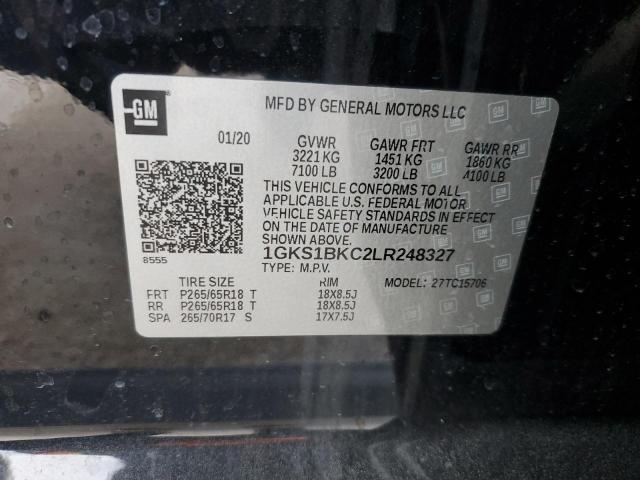 GM
MFD BY GENERAL MOTORS LLC
01/20 GVWR GAWR FRT GAWR RR
3221 KG 1451 KG 1860 KG
7100 LB 3200 LB 4100 LB
THIS VEHICLE CONFORMS TO ALL
APPLICABLE U.S. FEDERAL MOTOR
VEHICLE SAFETY STANDARDS IN EFFECT
ON THE DATE OF MANUFACTURE
8555 1GKS1BKC2LR248327
TYPE: M.P.V. MODEL: 27TC15706
TIRE SIZE RIM
FRT P265/65R18 T 18X8.5J
RR P265/65R18 T 18X8.5J
SPA 265/70R17 S 17X7.5J